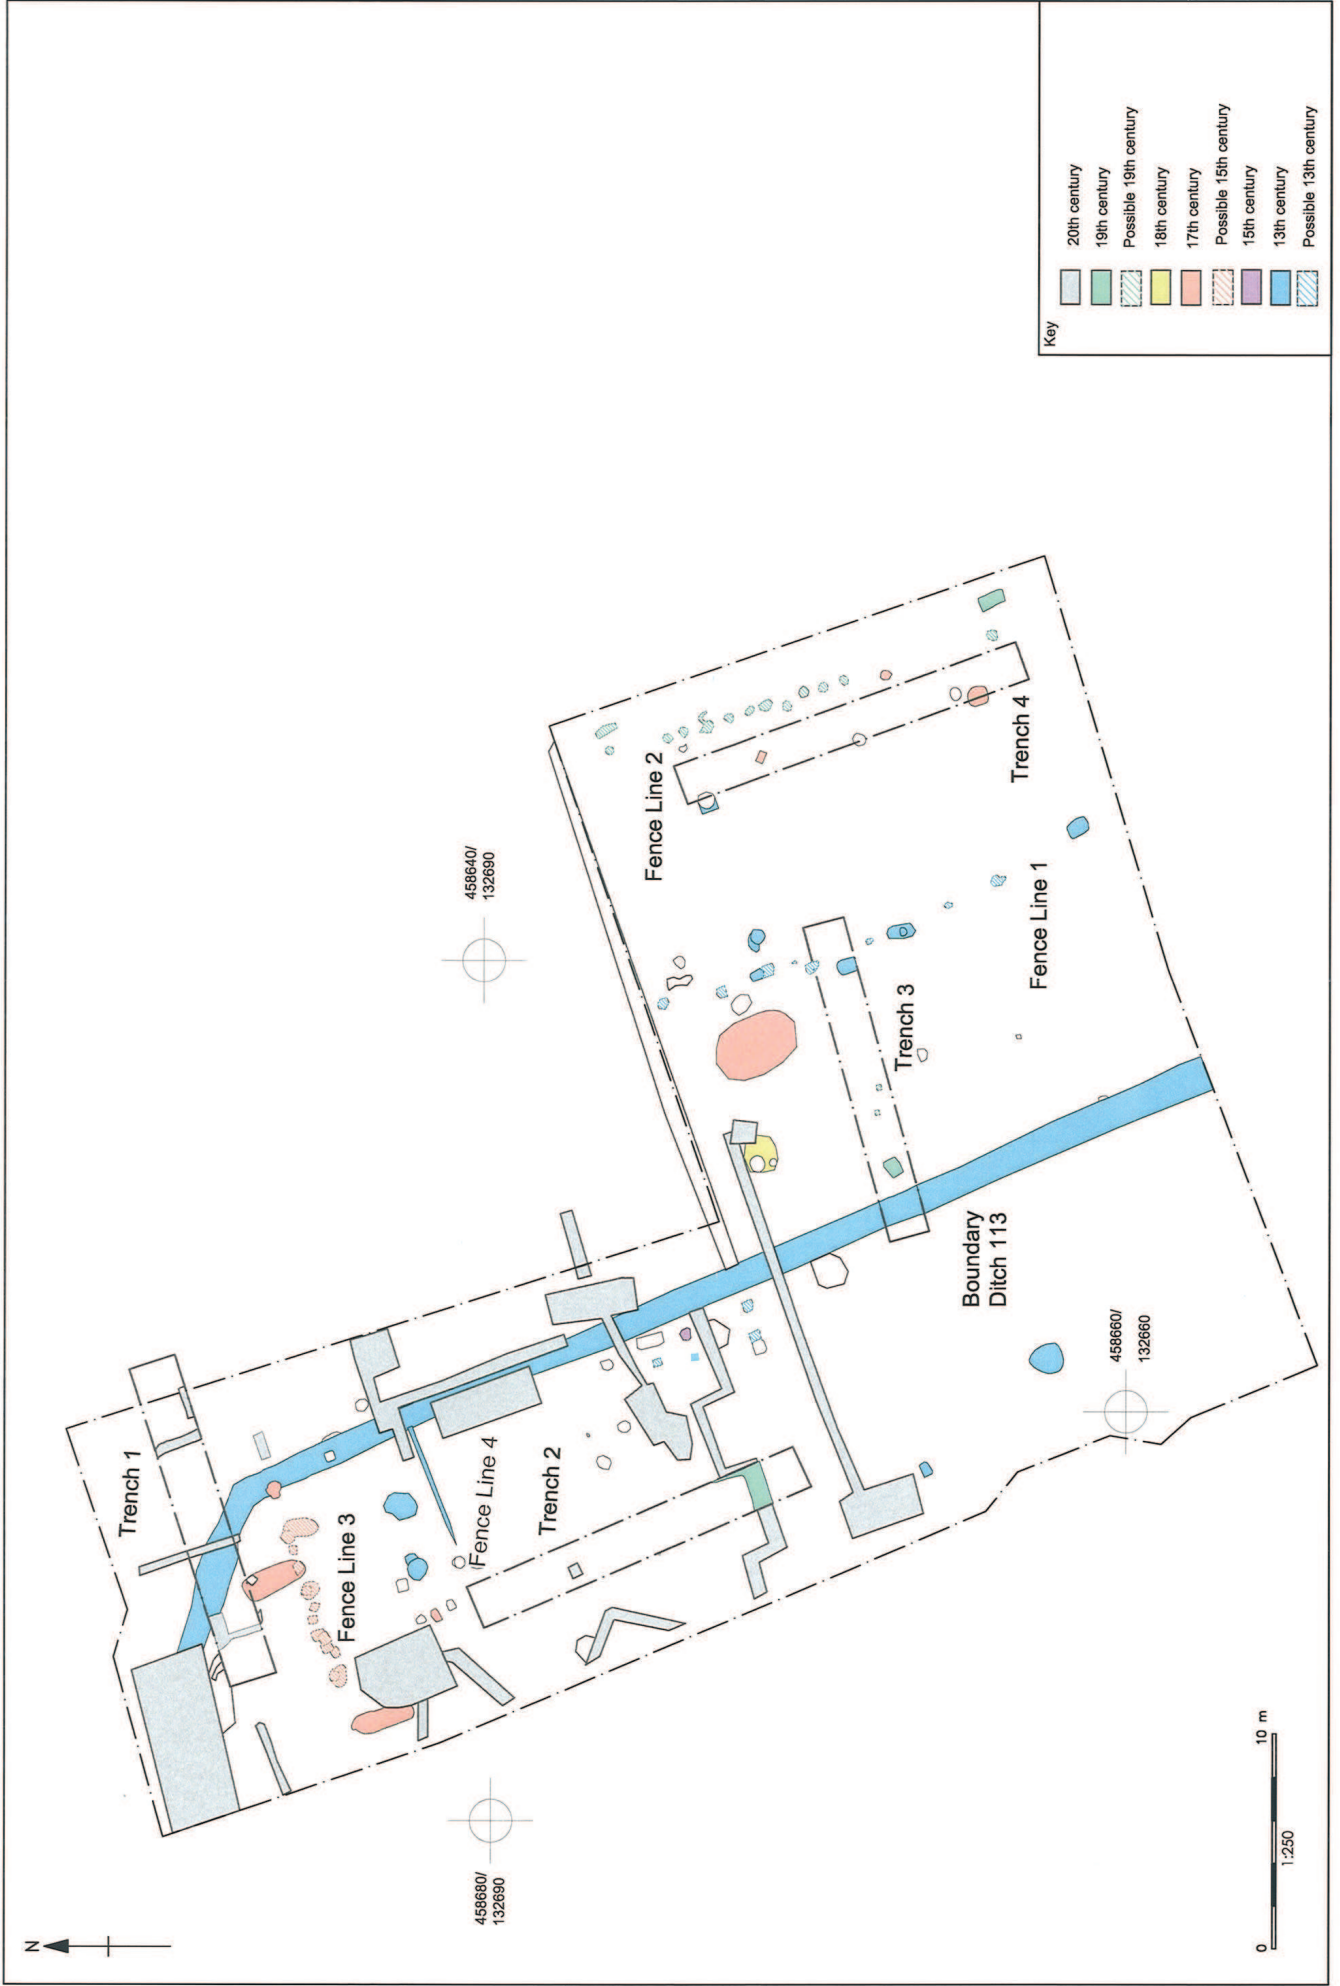 N
Trench 1
Fence Line 3
Fence Line 4
Trench 2
458680/
132690
458640/
132690
Fence Line 2
Trench 4
Fence Line 1
Trench 3
Boundary
Ditch 113
458660/
132660
0
10 m
1:250
Key
20th century
19th century
Possible 19th century
18th century
17th century
Possible 15th century
15th century
13th century
Possible 13th century